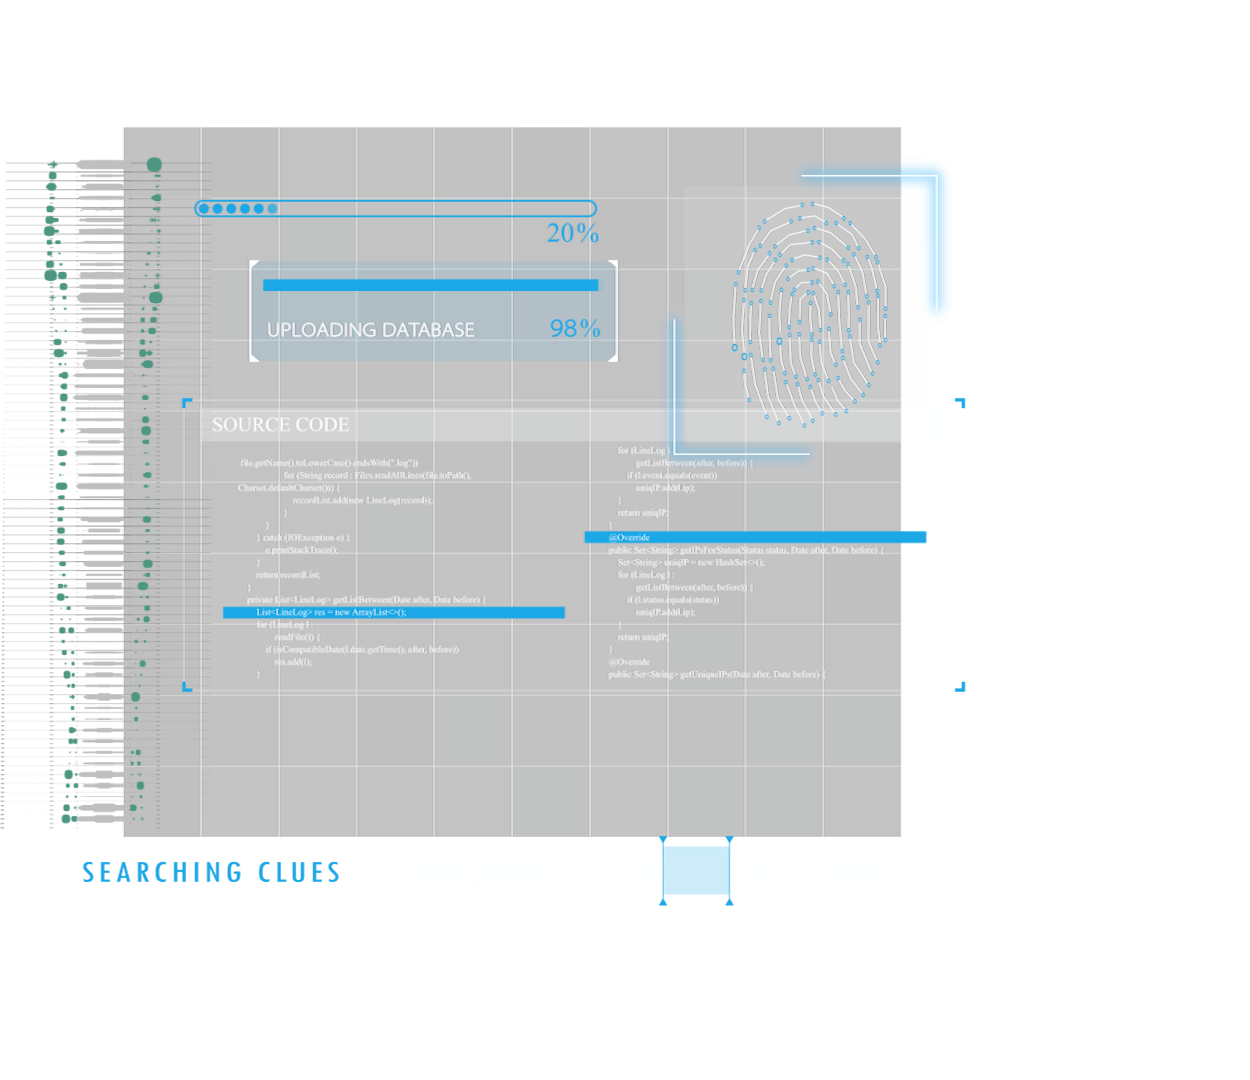 20%
UPLOADING DATABASE 98%
SOURCE CODE
file.getName().toLowerCase().endsWith(".log"))
for (String record : Files.readAllLines(file.toPath(),
Charset.defaultCharset())) {
recordList.add(new LineLog(record));
}
}
} catch (IOException e) {
e.printStackTrace();
}
return recordList;
}
private List<LineLog> getListBetween(Date after, Date before) {
List<LineLog> res = new ArrayList<>();
for (LineLog l :
readFile()) {
if (isCompatibleDate(l.date.getTime(), after, before))
res.add(l);
}
for (LineLog l
getListBetween(after, before)) {
if (l.event.equals(event))
uniqIP.add(l.ip);
}
return uniqIP;
}
@Override
public Set<String> getIPsForStatus(Status status, Date after, Date before) {
Set<String> uniqIP = new HashSet<>();
for (LineLog l :
getListBetween(after, before)) {
if (l.status.equals(status))
uniqIP.add(l.ip);
}
return uniqIP;
}
@Override
public Set<String> getUniqueIPs(Date after, Date before) {
SEARCHING CLUES